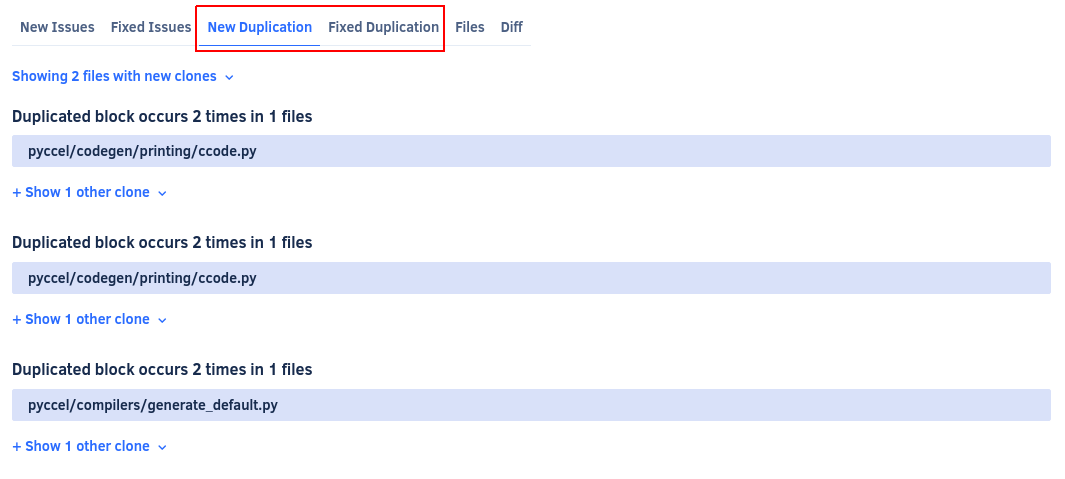 New Issues Fixed Issues New Duplication Fixed Duplication Files Diff
Showing 2 files with new clones
Duplicated block occurs 2 times in 1 files
pyccel/codegen/printing/ccode.py
+ Show 1 other clone
Duplicated block occurs 2 times in 1 files
pyccel/codegen/printing/ccode.py
+ Show 1 other clone
Duplicated block occurs 2 times in 1 files
pyccel/compilers/generate_default.py
+ Show 1 other clone